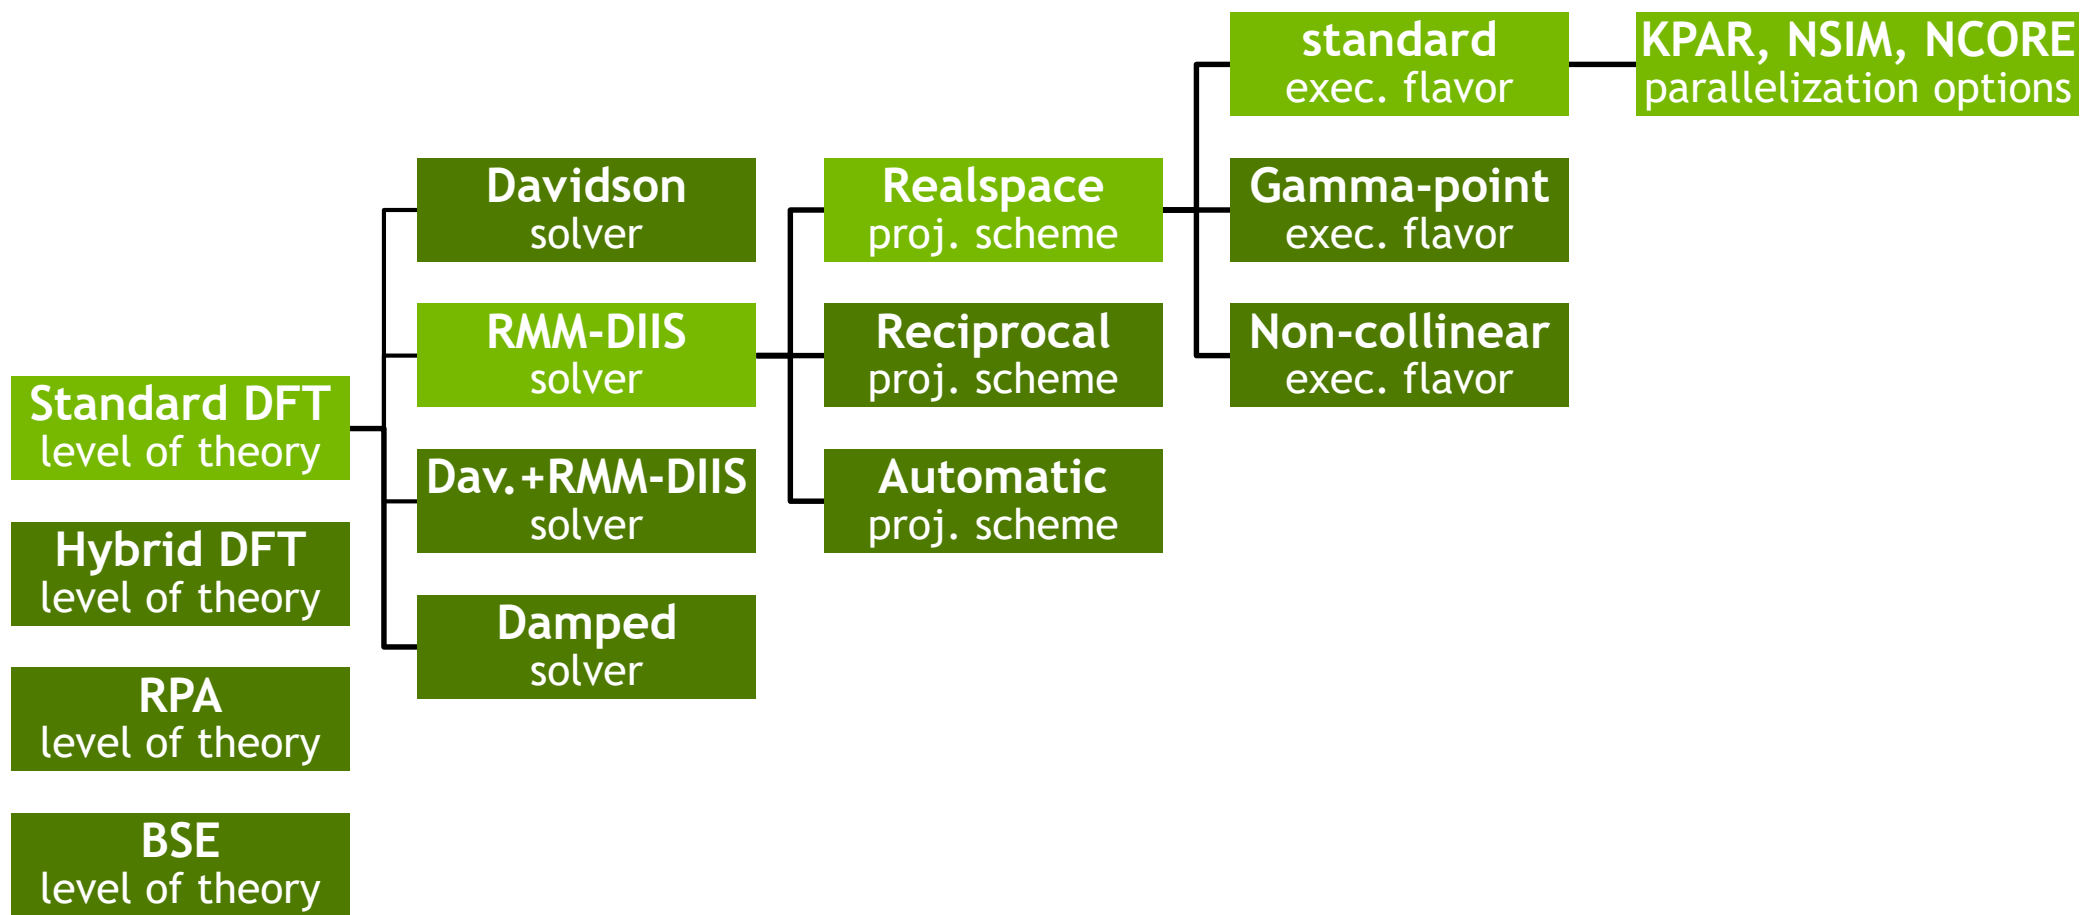 Standard DFT
level of theory
Hybrid DFT
level of theory
RPA
level of theory
BSE
level of theory
Davidson
solver
RMM-DIIS
solver
Dav.+RMM-DIIS
solver
Damped
solver
Realspace
proj. scheme
Reciprocal
proj. scheme
Automatic
proj. scheme
standard
exec. flavor
Gamma-point
exec. flavor
Non-collinear
exec. flavor
KPAR, NSIM, NCORE
parallelization options